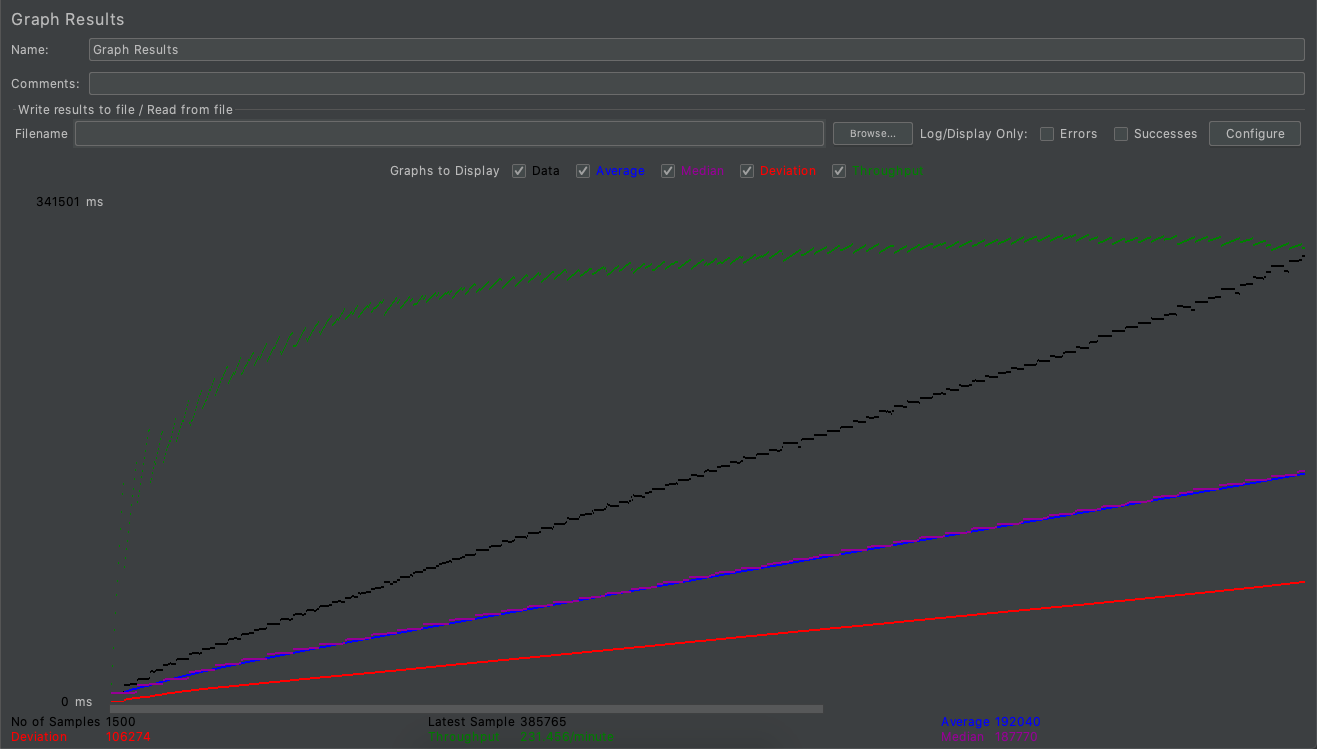 Graph Results
Name: Graph Results
Comments:
Write results to file / Read from file
Filename Browse... Log/Display Only: Errors Successes Configure
Graphs to Display Data Average Median Deviation Throughput
341501 ms
0 ms
No of Samples 1500 Latest Sample 385765 Average 192040
Deviation 106274 Throughput 231.466/minute Median